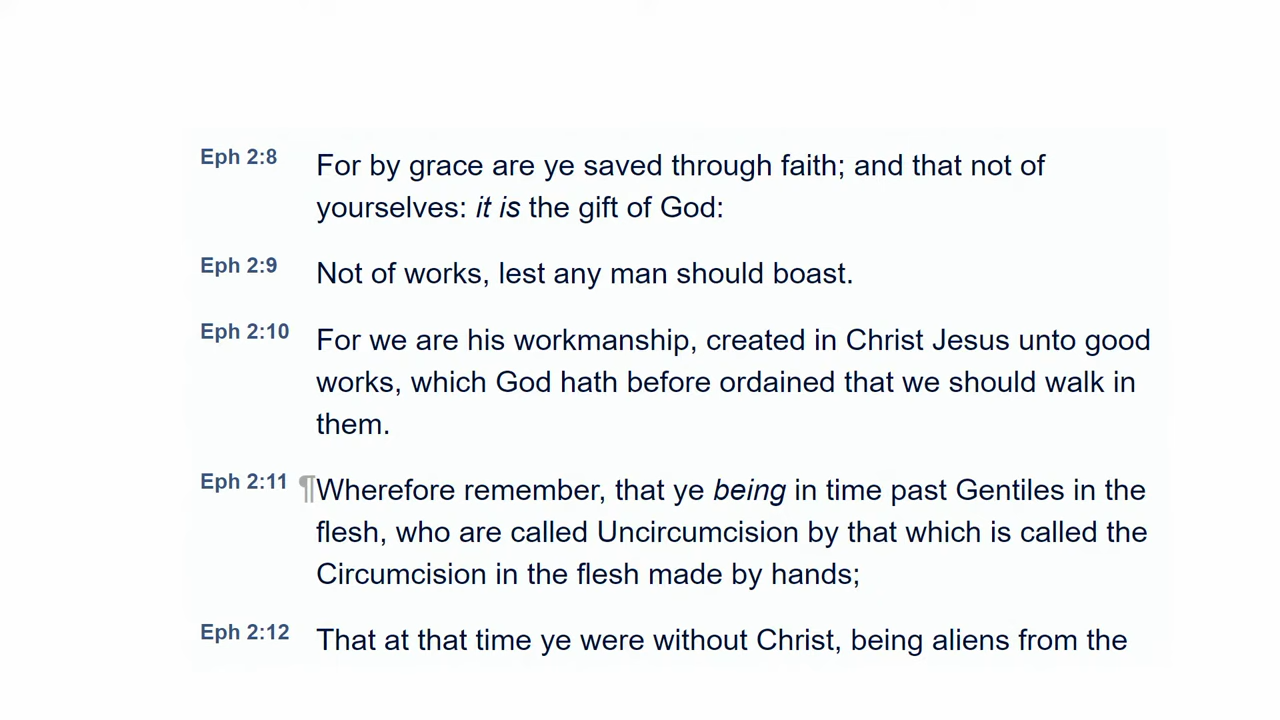 Eph 2:8 For by grace are ye saved through faith; and that not of
yourselves: it is the gift of God:
Eph 2:9 Not of works, lest any man should boast.
Eph 2:10 For we are his workmanship, created in Christ Jesus unto good
works, which God hath before ordained that we should walk in
them.
Eph 2:11 ¶Wherefore remember, that ye being in time past Gentiles in the
flesh, who are called Uncircumcision by that which is called the
Circumcision in the flesh made by hands;
Eph 2:12 That at that time ye were without Christ, being aliens from the